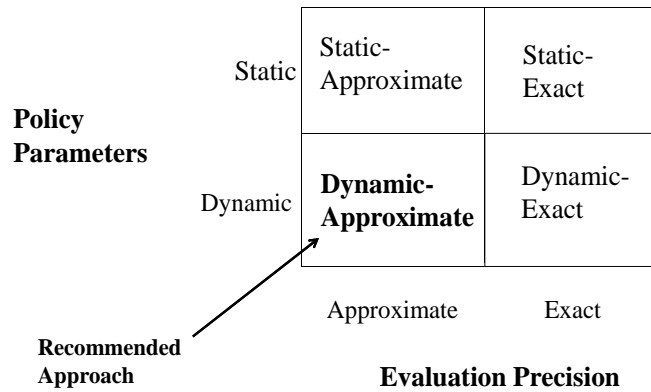 Static
Static-
Approximate
Static-
Exact
Policy
Parameters
Dynamic
Dynamic-
Approximate
Dynamic-
Exact
Approximate
Exact
Recommended
Approach
Evaluation Precision